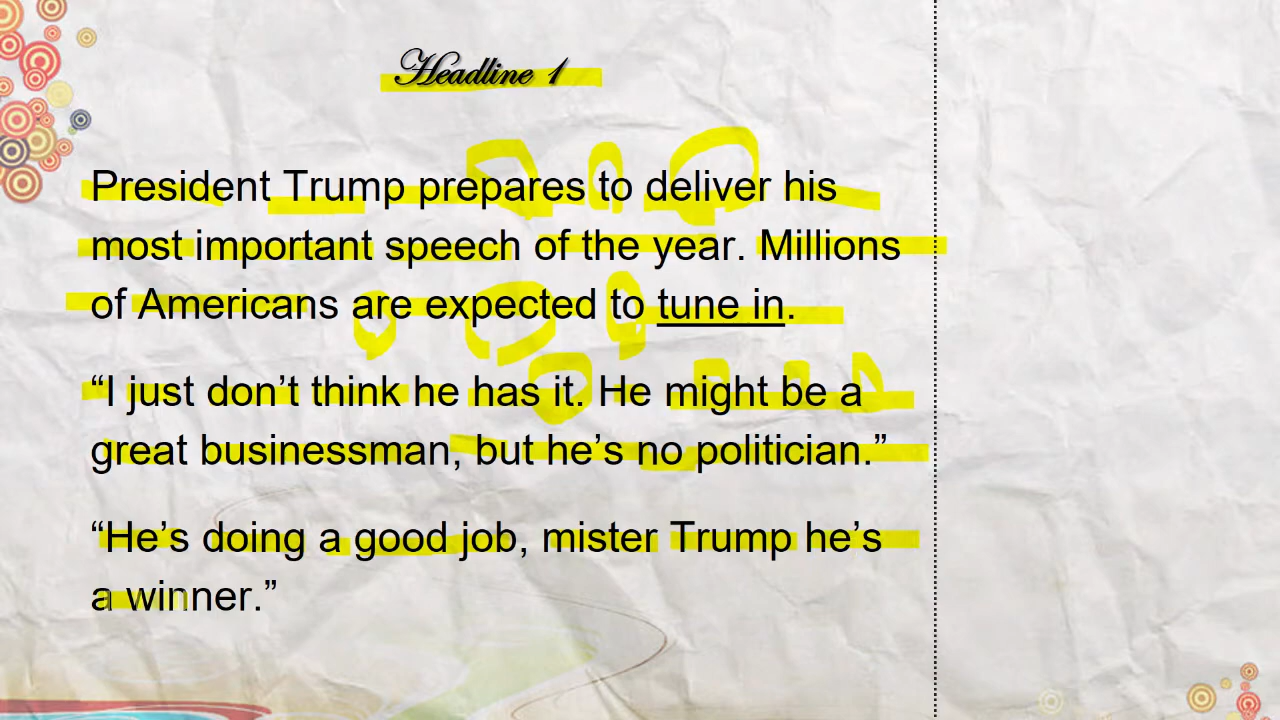 Headline 1
President Trump prepares to deliver his
most important speech of the year. Millions
of Americans are expected to tune in.
“I just don’t think he has it. He might be a
great businessman, but he’s no politician.”
“He’s doing a good job, mister Trump he’s
a winner.”